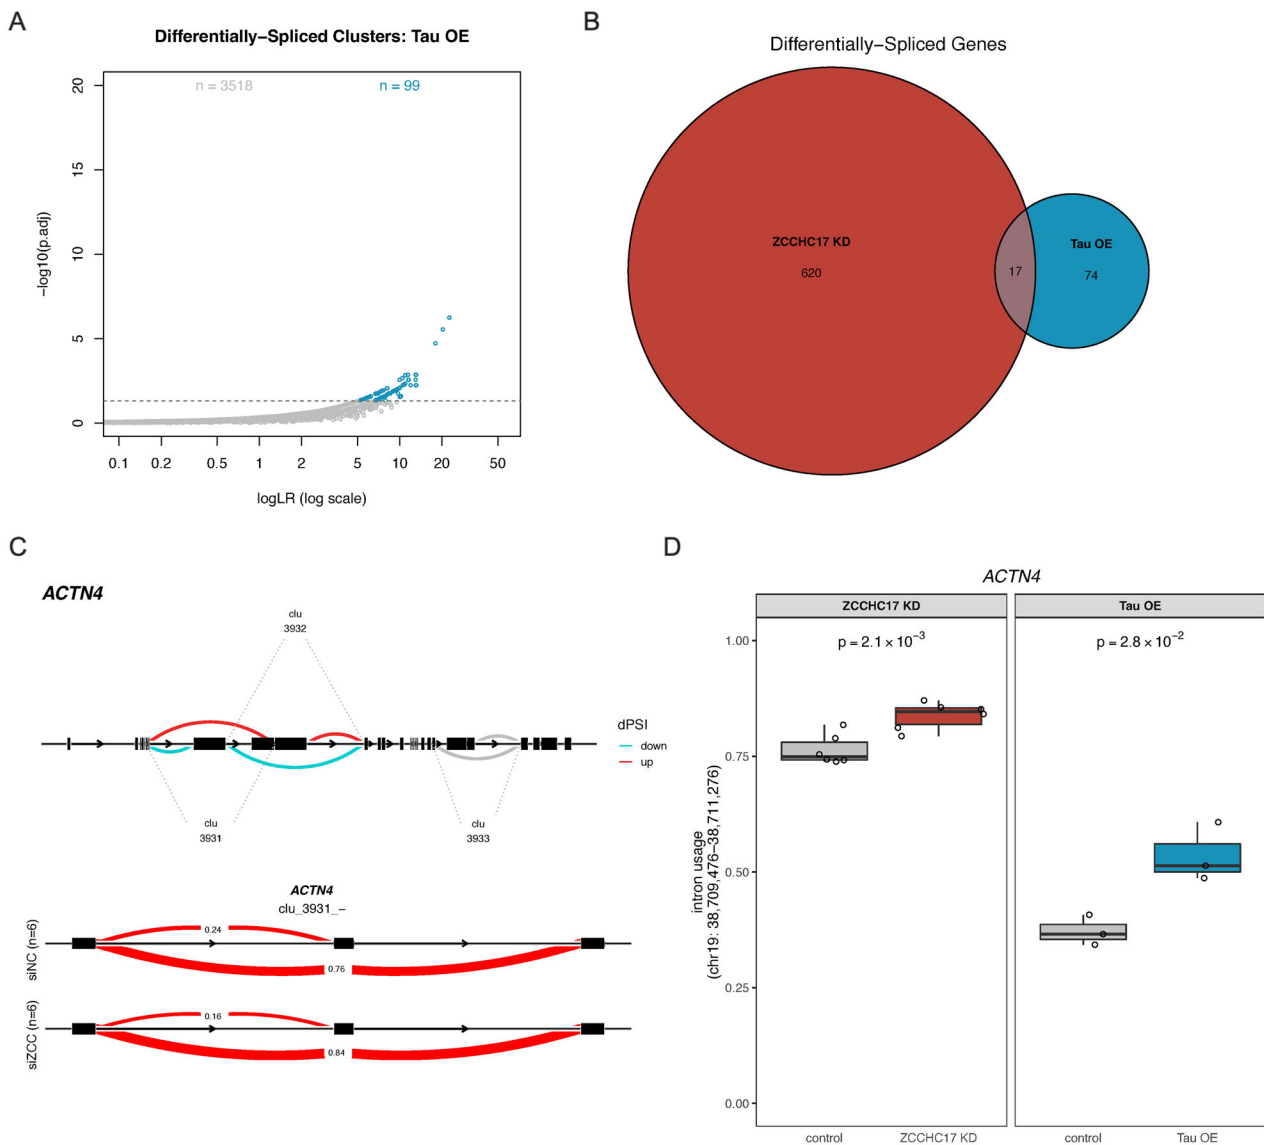 A
Differentially–Spliced Clusters: Tau OE
n = 3518
n = 99
20
15
10
5
0
−log10(p.adj)
0.1 0.2 0.5 1 2 5 10 20 50
logLR (log scale)
B
Differentially–Spliced Genes
ZCCHC17 KD
620
17
Tau OE
74
C
ACTN4
clu
3932
dPSI
down
up
clu
3931
clu
3933
ACTN4
clu_3931_−
siNC (n=6)
0.24
0.76
siZCC (n=6)
0.16
0.84
D
ACTN4
ZCCHC17 KD
Tau OE
p = 2.1 × 10⁻³
p = 2.8 × 10⁻²
1.00
0.75
0.50
0.25
0.00
intron usage
(chr19: 38,709,476−38,711,276)
control ZCCHC17 KD
control Tau OE